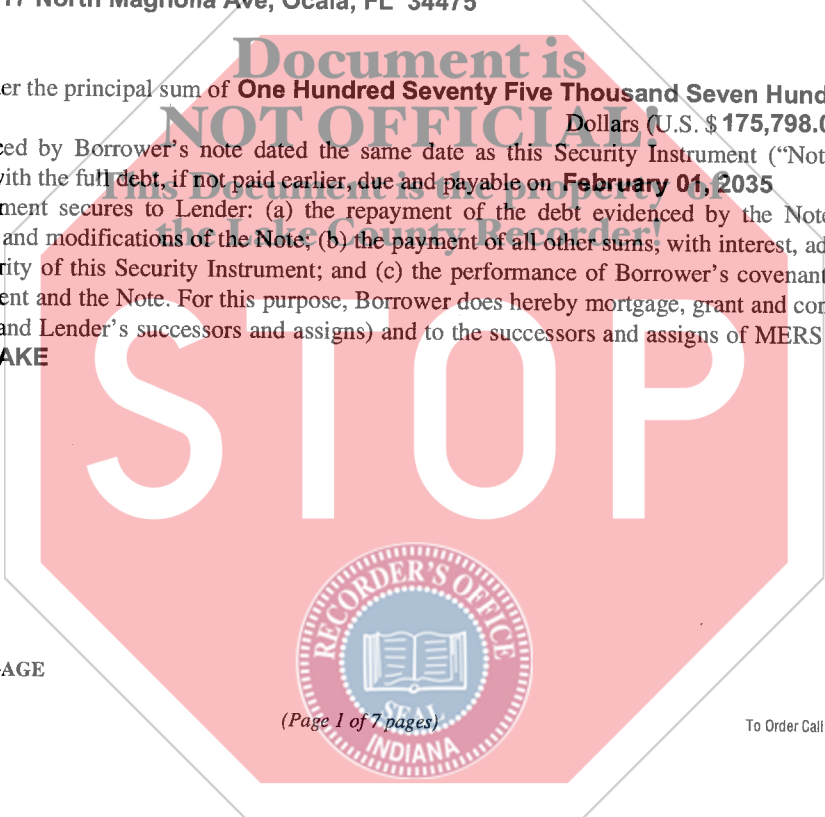 17 North Magnolia Ave, Ocala, FL 34475
Document is
er the principal sum of One Hundred Seventy Five Thousand Seven Hund
NOT OFFICIAL!
Dollars (U.S. $ 175,798.0
ced by Borrower's note dated the same date as this Security Instrument ("Not
with the full debt, if not paid earlier, due and payable on February 01, 2035
This Document is the property of
ment secures to Lender: (a) the repayment of the debt evidenced by the Note
the Lake County Recorder!
and modifications of the Note; (b) the payment of all other sums, with interest, ad
rity of this Security Instrument; and (c) the performance of Borrower's covenant
ent and the Note. For this purpose, Borrower does hereby mortgage, grant and con
and Lender's successors and assigns) and to the successors and assigns of MERS
AKE
STOP
RECORDER'S OFFICE
SEAL
INDIANA
AGE
(Page 1 of 7 pages)
To Order Call